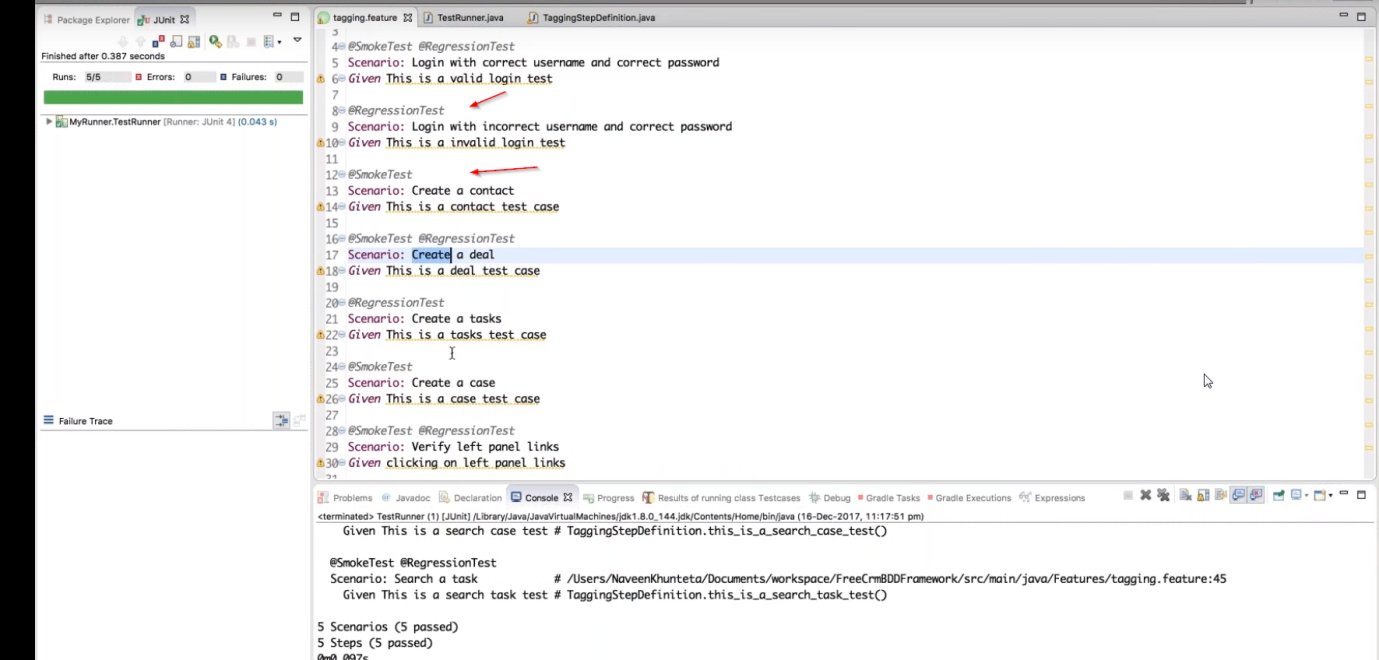 Package Explorer JUnit
Finished after 0.387 seconds
Runs: 5/5 Errors: 0 Failures: 0
MyRunner.TestRunner [Runner: JUnit 4] (0.043 s)
Failure Trace
tagging.feature TestRunner.java TaggingStepDefinition.java
3
4 @SmokeTest @RegressionTest
5 Scenario: Login with correct username and correct password
6 Given This is a valid login test
7
8 @RegressionTest
9 Scenario: Login with incorrect username and correct password
10 Given This is a invalid login test
11
12 @SmokeTest
13 Scenario: Create a contact
14 Given This is a contact test case
15
16 @SmokeTest @RegressionTest
17 Scenario: Create a deal
18 Given This is a deal test case
19
20 @RegressionTest
21 Scenario: Create a tasks
22 Given This is a tasks test case
23
24 @SmokeTest
25 Scenario: Create a case
26 Given This is a case test case
27
28 @SmokeTest @RegressionTest
29 Scenario: Verify left panel links
30 Given clicking on left panel links
31
Problems Javadoc Declaration Console Progress Results of running class Testcases Debug Gradle Tasks Gradle Executions Expressions
<terminated> TestRunner (1) [JUnit] /Library/Java/JavaVirtualMachines/jdk1.8.0_144.jdk/Contents/Home/bin/java (16-Dec-2017, 11:17:51 pm)
Given This is a search case test # TaggingStepDefinition.this_is_a_search_case_test()
@SmokeTest @RegressionTest
Scenario: Search a task # /Users/NaveenKhunteta/Documents/workspace/FreeCrmBDDFramework/src/main/java/Features/tagging.feature:45
Given This is a search task test # TaggingStepDefinition.this_is_a_search_task_test()
5 Scenarios (5 passed)
5 Steps (5 passed)
0m0.097s